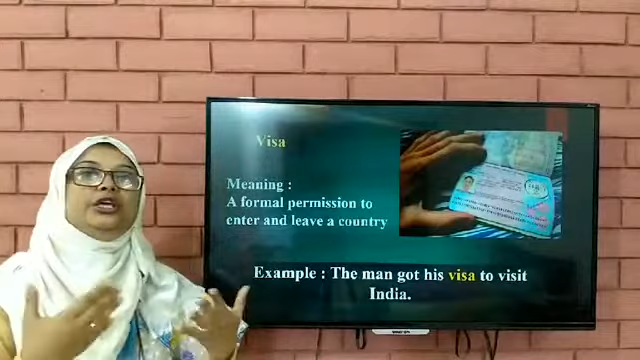 Visa
Meaning :
A formal permission to
enter and leave a country
Example : The man got his visa to visit
India.